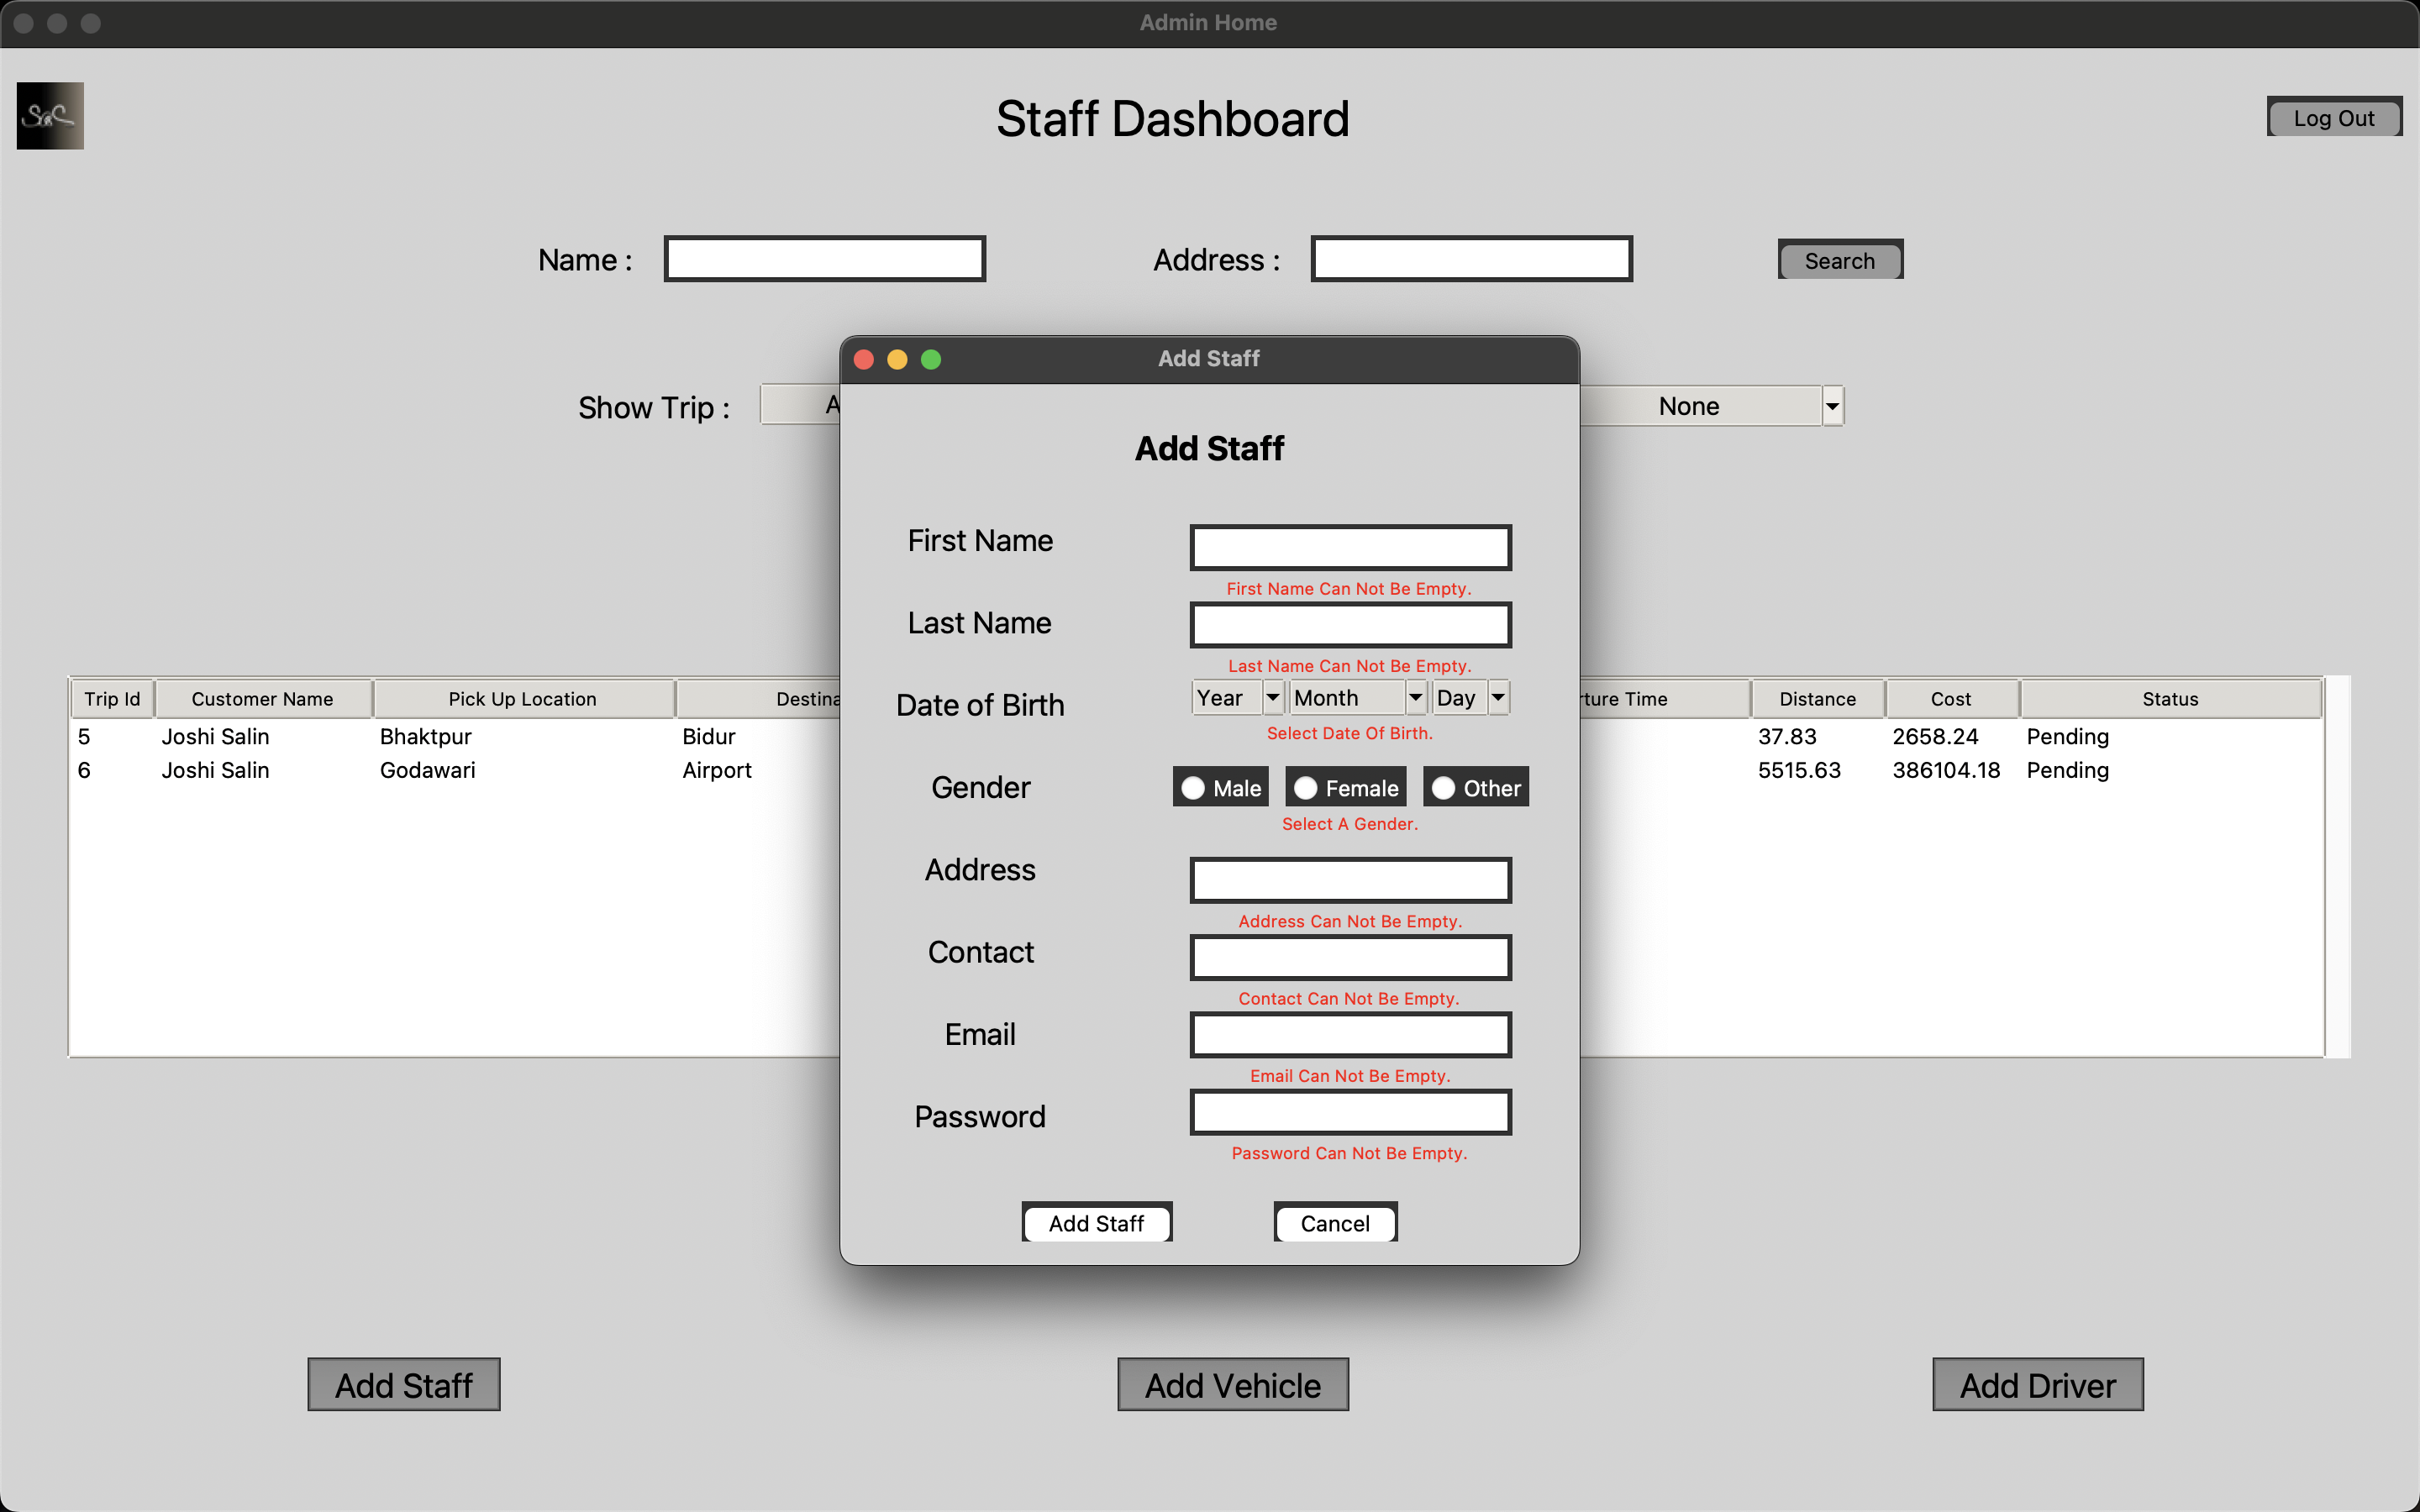 Admin Home
SaC
Staff Dashboard
Log Out
Name :
Address :
Search
Show Trip :
None
Add Staff
Add Staff
First Name
First Name Can Not Be Empty.
Last Name
Last Name Can Not Be Empty.
Date of Birth
Year Month Day
Select Date Of Birth.
Gender
Male Female Other
Select A Gender.
Address
Address Can Not Be Empty.
Contact
Contact Can Not Be Empty.
Email
Email Can Not Be Empty.
Password
Password Can Not Be Empty.
Add Staff Cancel
Trip Id Customer Name Pick Up Location Destina rture Time Distance Cost Status
5 Joshi Salin Bhaktpur Bidur 37.83 2658.24 Pending
6 Joshi Salin Godawari Airport 5515.63 386104.18 Pending
Add Staff Add Vehicle Add Driver